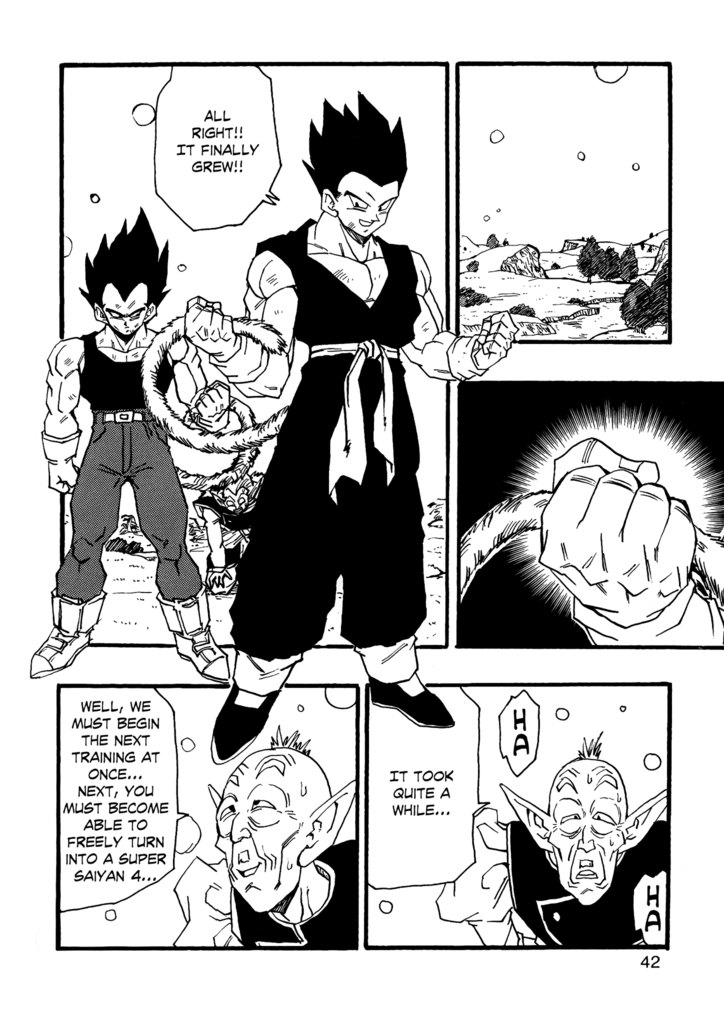 ALL
RIGHT!!
IT FINALLY
GREW!!
HA
IT TOOK
QUITE A
WHILE...
HA
WELL, WE
MUST BEGIN
THE NEXT
TRAINING AT
ONCE...
NEXT, YOU
MUST BECOME
ABLE TO
FREELY TURN
INTO A SUPER
SAIYAN 4...
42